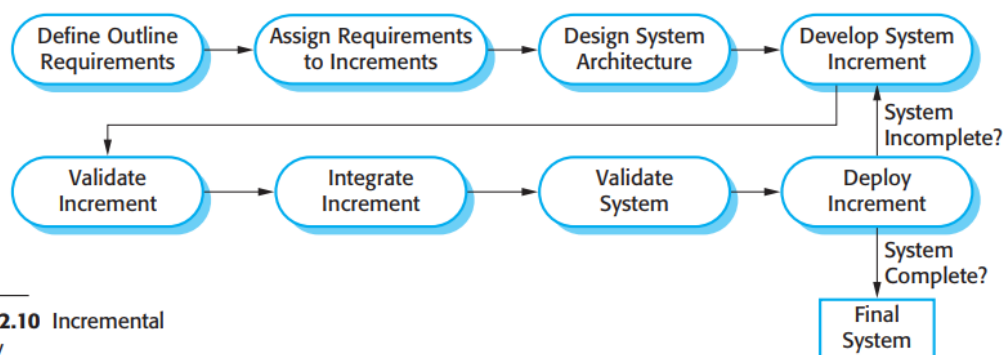 Define Outline
Requirements
Assign Requirements
to Increments
Design System
Architecture
Develop System
Increment
System
Incomplete?
Validate
Increment
Integrate
Increment
Validate
System
Deploy
Increment
System
Complete?
2.10 Incremental
Final
System